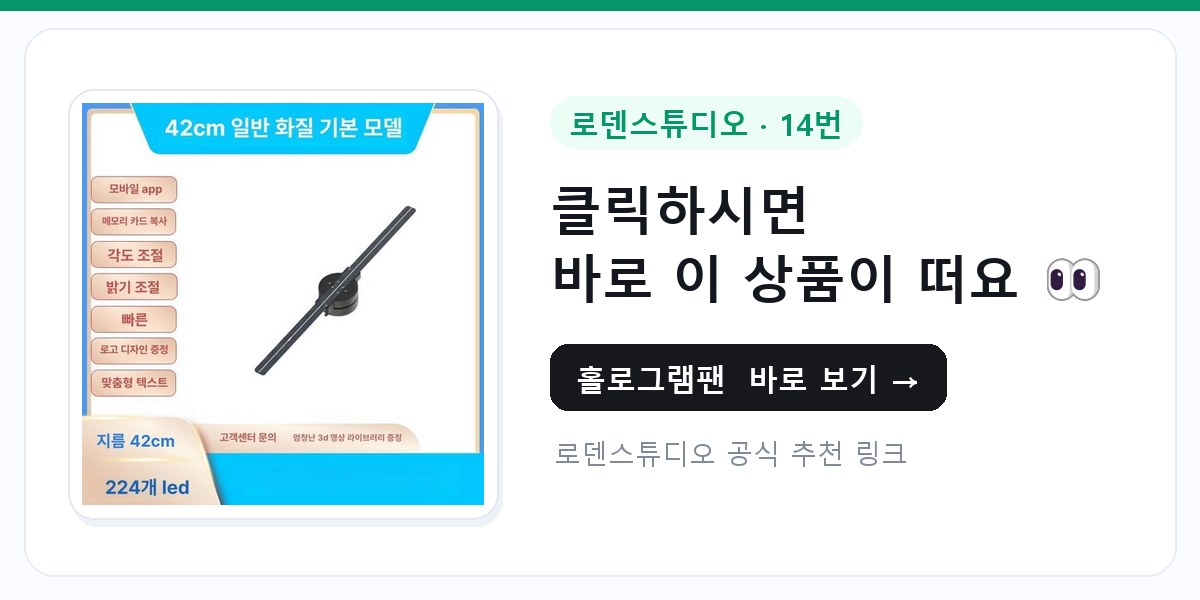 42cm 일반 화질 기본 모델
모바일 app
메모리 카드 복사
각도 조절
밝기 조절
빠른
로고 디자인 증정
맞춤형 텍스트
지름 42cm
고객센터 문의
엄청난 3d 영상 라이브러리 증정
224개 led
로덴스튜디오 · 14번
클릭하시면
바로 이 상품이 떠요 👀
홀로그램팬 바로 보기 →
로덴스튜디오 공식 추천 링크